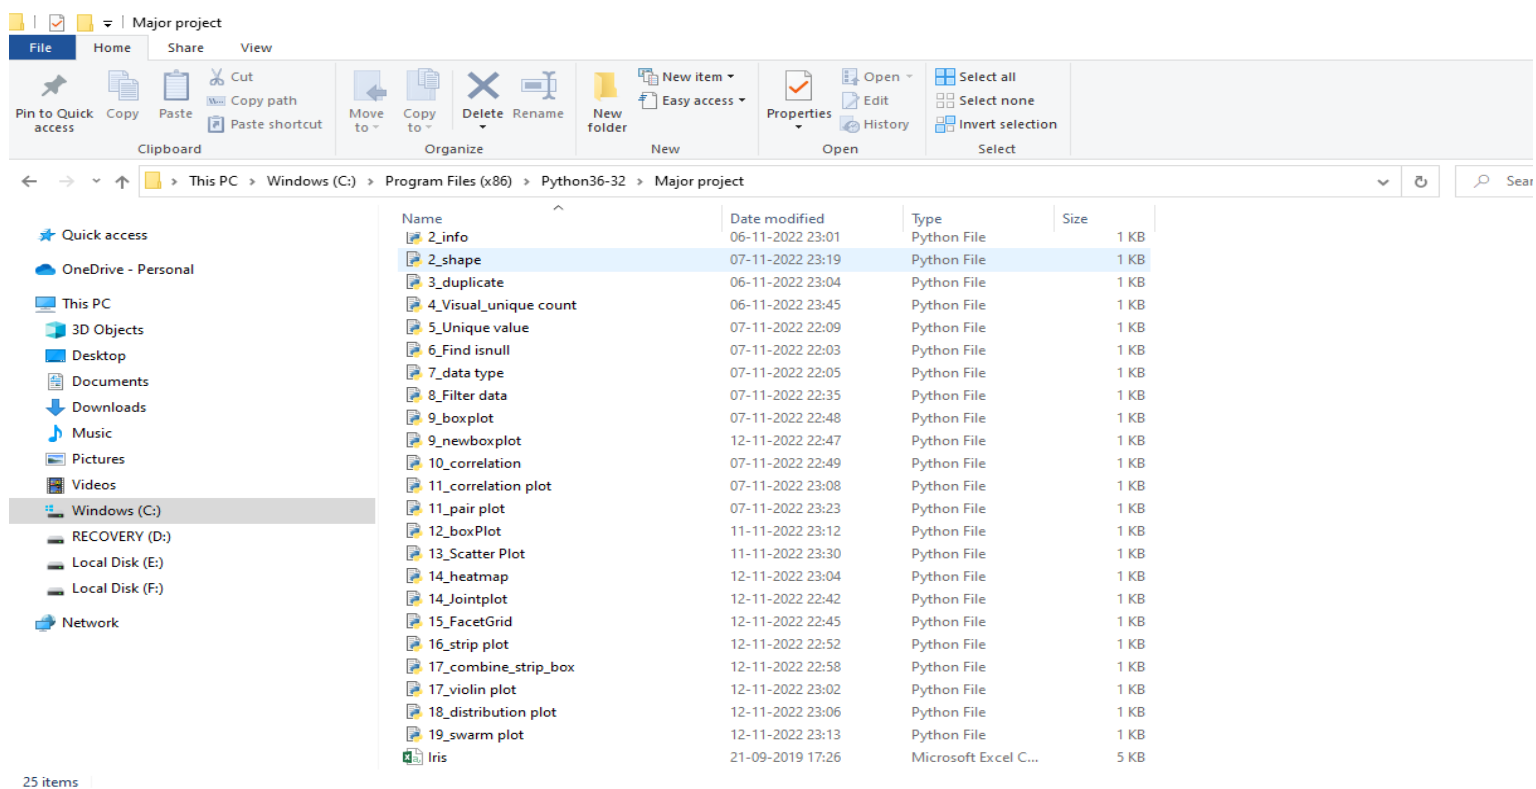 Major project
File Home Share View
Pin to Quick access Copy Paste Cut Copy path Paste shortcut Move to Copy to Delete Rename New folder New item Easy access Properties Open Edit History Select all Select none Invert selection
Clipboard Organize New Open Select
This PC > Windows (C:) > Program Files (x86) > Python36-32 > Major project Sear
Quick access
OneDrive - Personal
This PC
3D Objects
Desktop
Documents
Downloads
Music
Pictures
Videos
Windows (C:)
RECOVERY (D:)
Local Disk (E:)
Local Disk (F:)
Network
Name Date modified Type Size
2_info 06-11-2022 23:01 Python File 1 KB
2_shape 07-11-2022 23:19 Python File 1 KB
3_duplicate 06-11-2022 23:04 Python File 1 KB
4_Visual_unique count 06-11-2022 23:45 Python File 1 KB
5_Unique value 07-11-2022 22:09 Python File 1 KB
6_Find isnull 07-11-2022 22:03 Python File 1 KB
7_data type 07-11-2022 22:05 Python File 1 KB
8_Filter data 07-11-2022 22:35 Python File 1 KB
9_boxplot 07-11-2022 22:48 Python File 1 KB
9_newboxplot 12-11-2022 22:47 Python File 1 KB
10_correlation 07-11-2022 22:49 Python File 1 KB
11_correlation plot 07-11-2022 23:08 Python File 1 KB
11_pair plot 07-11-2022 23:23 Python File 1 KB
12_boxPlot 11-11-2022 23:12 Python File 1 KB
13_Scatter Plot 11-11-2022 23:30 Python File 1 KB
14_heatmap 12-11-2022 23:04 Python File 1 KB
14_Jointplot 12-11-2022 22:42 Python File 1 KB
15_FacetGrid 12-11-2022 22:45 Python File 1 KB
16_strip plot 12-11-2022 22:52 Python File 1 KB
17_combine_strip_box 12-11-2022 22:58 Python File 1 KB
17_violin plot 12-11-2022 23:02 Python File 1 KB
18_distribution plot 12-11-2022 23:06 Python File 1 KB
19_swarm plot 12-11-2022 23:13 Python File 1 KB
Iris 21-09-2019 17:26 Microsoft Excel C... 5 KB
25 items